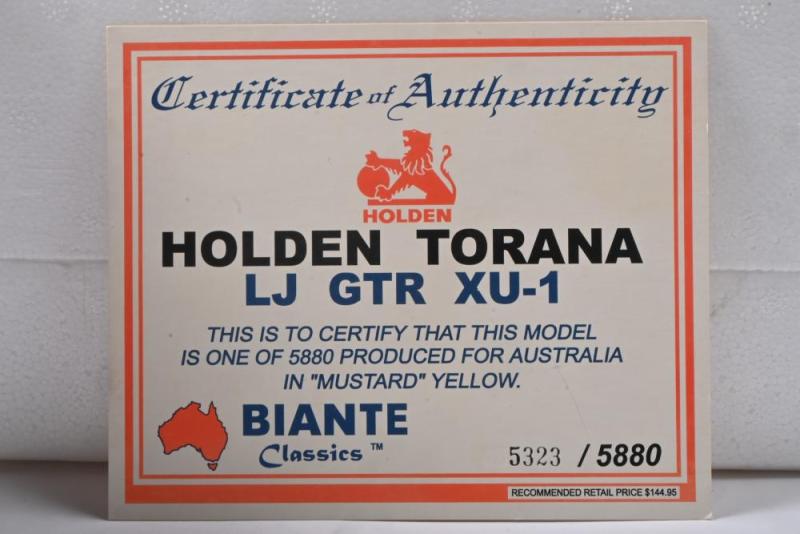 Certificate of Authenticity
HOLDEN
HOLDEN TORANA
LJ GTR XU-1
THIS IS TO CERTIFY THAT THIS MODEL
IS ONE OF 5880 PRODUCED FOR AUSTRALIA
IN "MUSTARD" YELLOW.
BIANTE
Classics ™
5323 / 5880
RECOMMENDED RETAIL PRICE $144.95